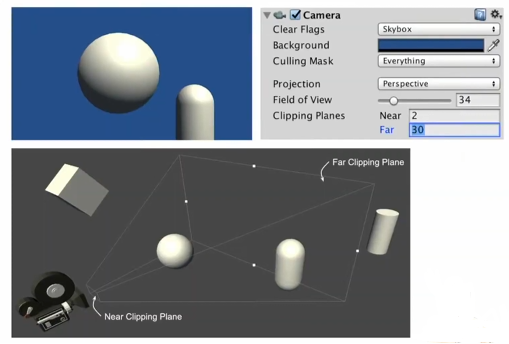 Camera
Clear Flags Skybox
Background
Culling Mask Everything
Projection Perspective
Field of View 34
Clipping Planes Near 2
Far 30
Far Clipping Plane
Near Clipping Plane